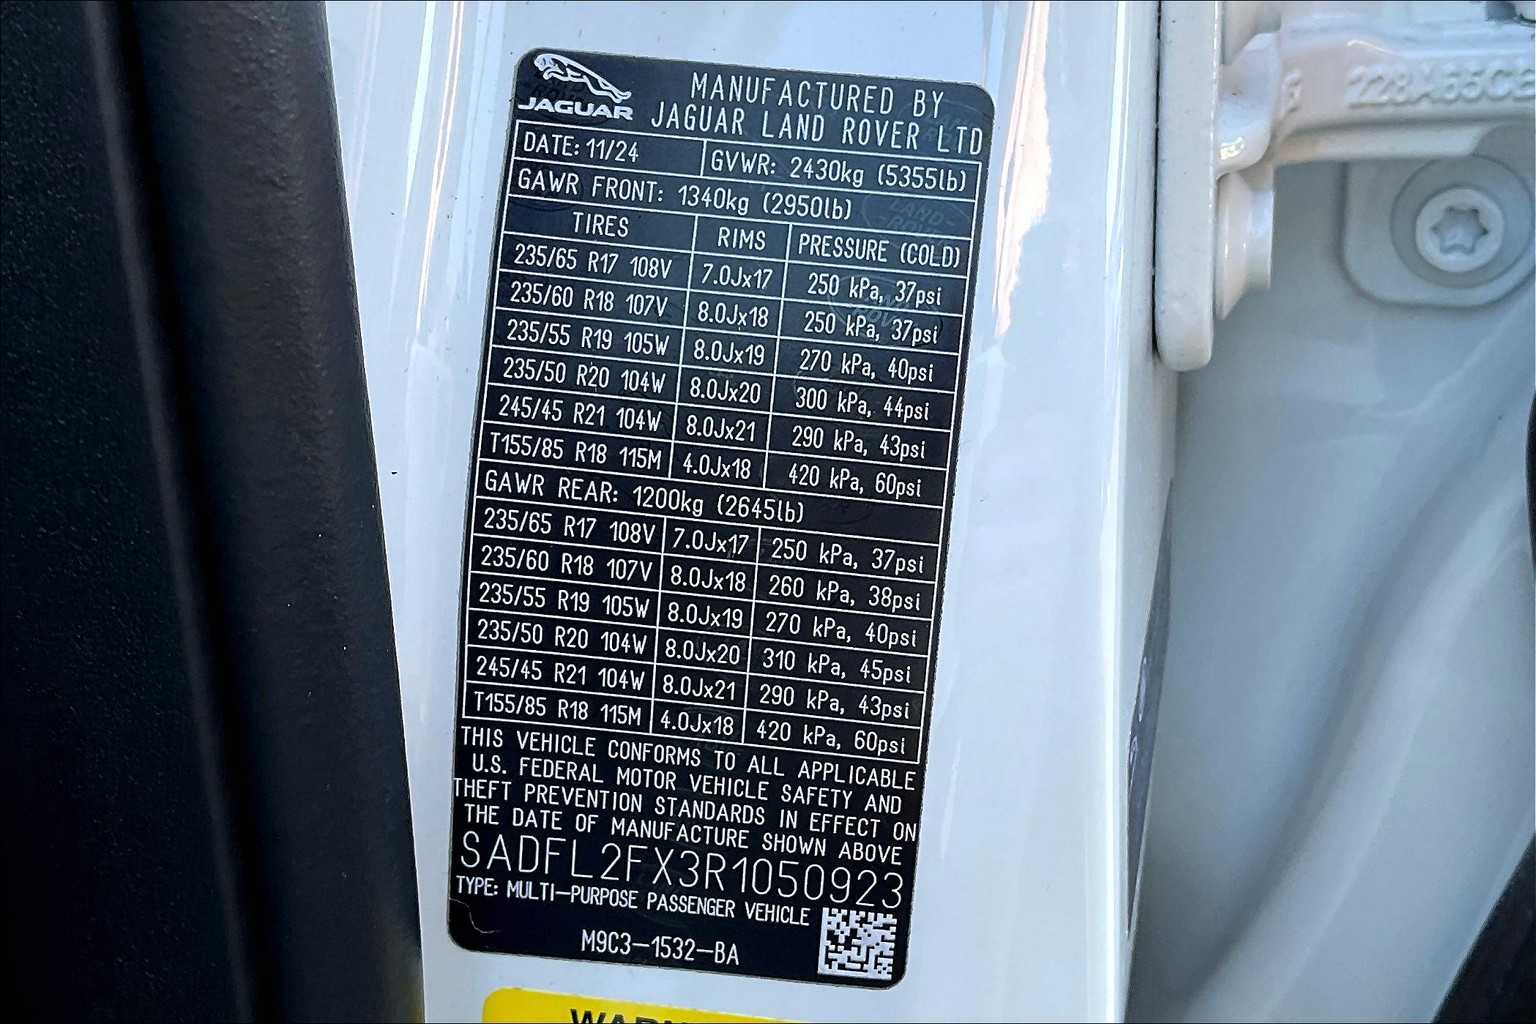 JAGUAR
MANUFACTURED BY
JAGUAR LAND ROVER LTD
DATE: 11/24 GVWR: 2430kg (5355lb)
GAWR FRONT: 1340kg (2950lb)
TIRES RIMS PRESSURE (COLD)
235/65 R17 108V 7.0Jx17 250 kPa, 37psi
235/60 R18 107V 8.0Jx18 250 kPa, 37psi
235/55 R19 105W 8.0Jx19 270 kPa, 40psi
235/50 R20 104W 8.0Jx20 300 kPa, 44psi
245/45 R21 104W 8.0Jx21 290 kPa, 43psi
T155/85 R18 115M 4.0Jx18 420 kPa, 60psi
GAWR REAR: 1200kg (2645lb)
235/65 R17 108V 7.0Jx17 250 kPa, 37psi
235/60 R18 107V 8.0Jx18 260 kPa, 38psi
235/55 R19 105W 8.0Jx19 270 kPa, 40psi
235/50 R20 104W 8.0Jx20 310 kPa, 45psi
245/45 R21 104W 8.0Jx21 290 kPa, 43psi
T155/85 R18 115M 4.0Jx18 420 kPa, 60psi
THIS VEHICLE CONFORMS TO ALL APPLICABLE
U.S. FEDERAL MOTOR VEHICLE SAFETY AND
THEFT PREVENTION STANDARDS IN EFFECT ON
THE DATE OF MANUFACTURE SHOWN ABOVE
SADFL2FX3R1050923
TYPE: MULTI-PURPOSE PASSENGER VEHICLE
M9C3-1532-BA